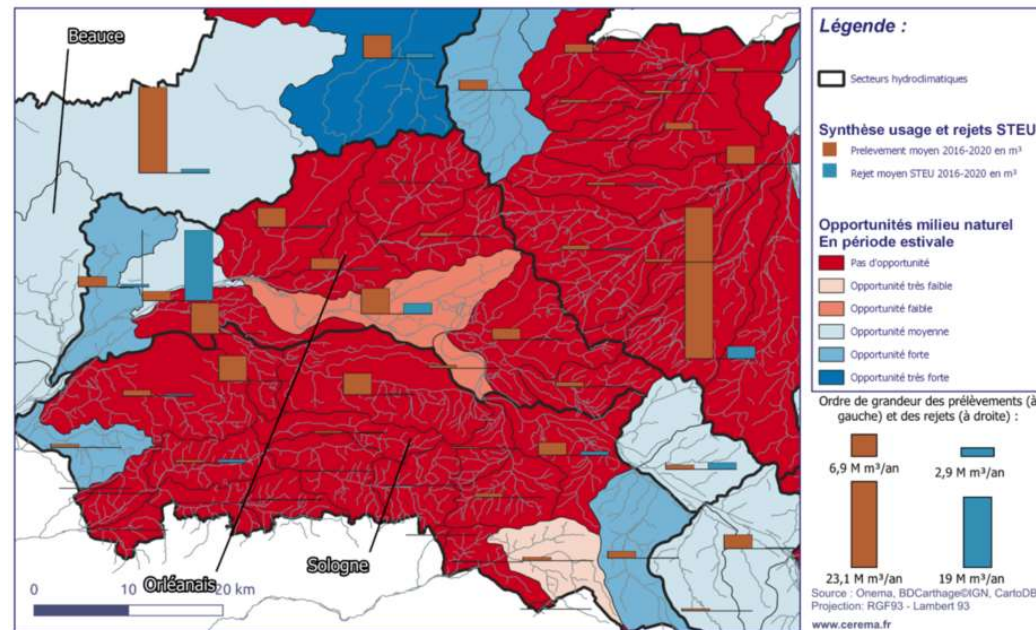 Beauce
Orléanais
Sologne
0 10 20 km
Légende :
Secteurs hydroclimatiques
Synthèse usage et rejets STEU
Prelevement moyen 2016-2020 en m³
Rejet moyen STEU 2016-2020 en m³
Opportunités milieu naturel
En période estivale
Pas d'opportunité
Opportunité très faible
Opportunité faible
Opportunité moyenne
Opportunité forte
Opportunité très forte
Ordre de grandeur des prélèvements (à
gauche) et des rejets (à droite) :
6,9 M m³/an
2,9 M m³/an
23,1 M m³/an
19 M m³/an
Source : Onema, BDCarthage©IGN, CartoDB
Projection: RGF93 - Lambert 93
www.cerema.fr